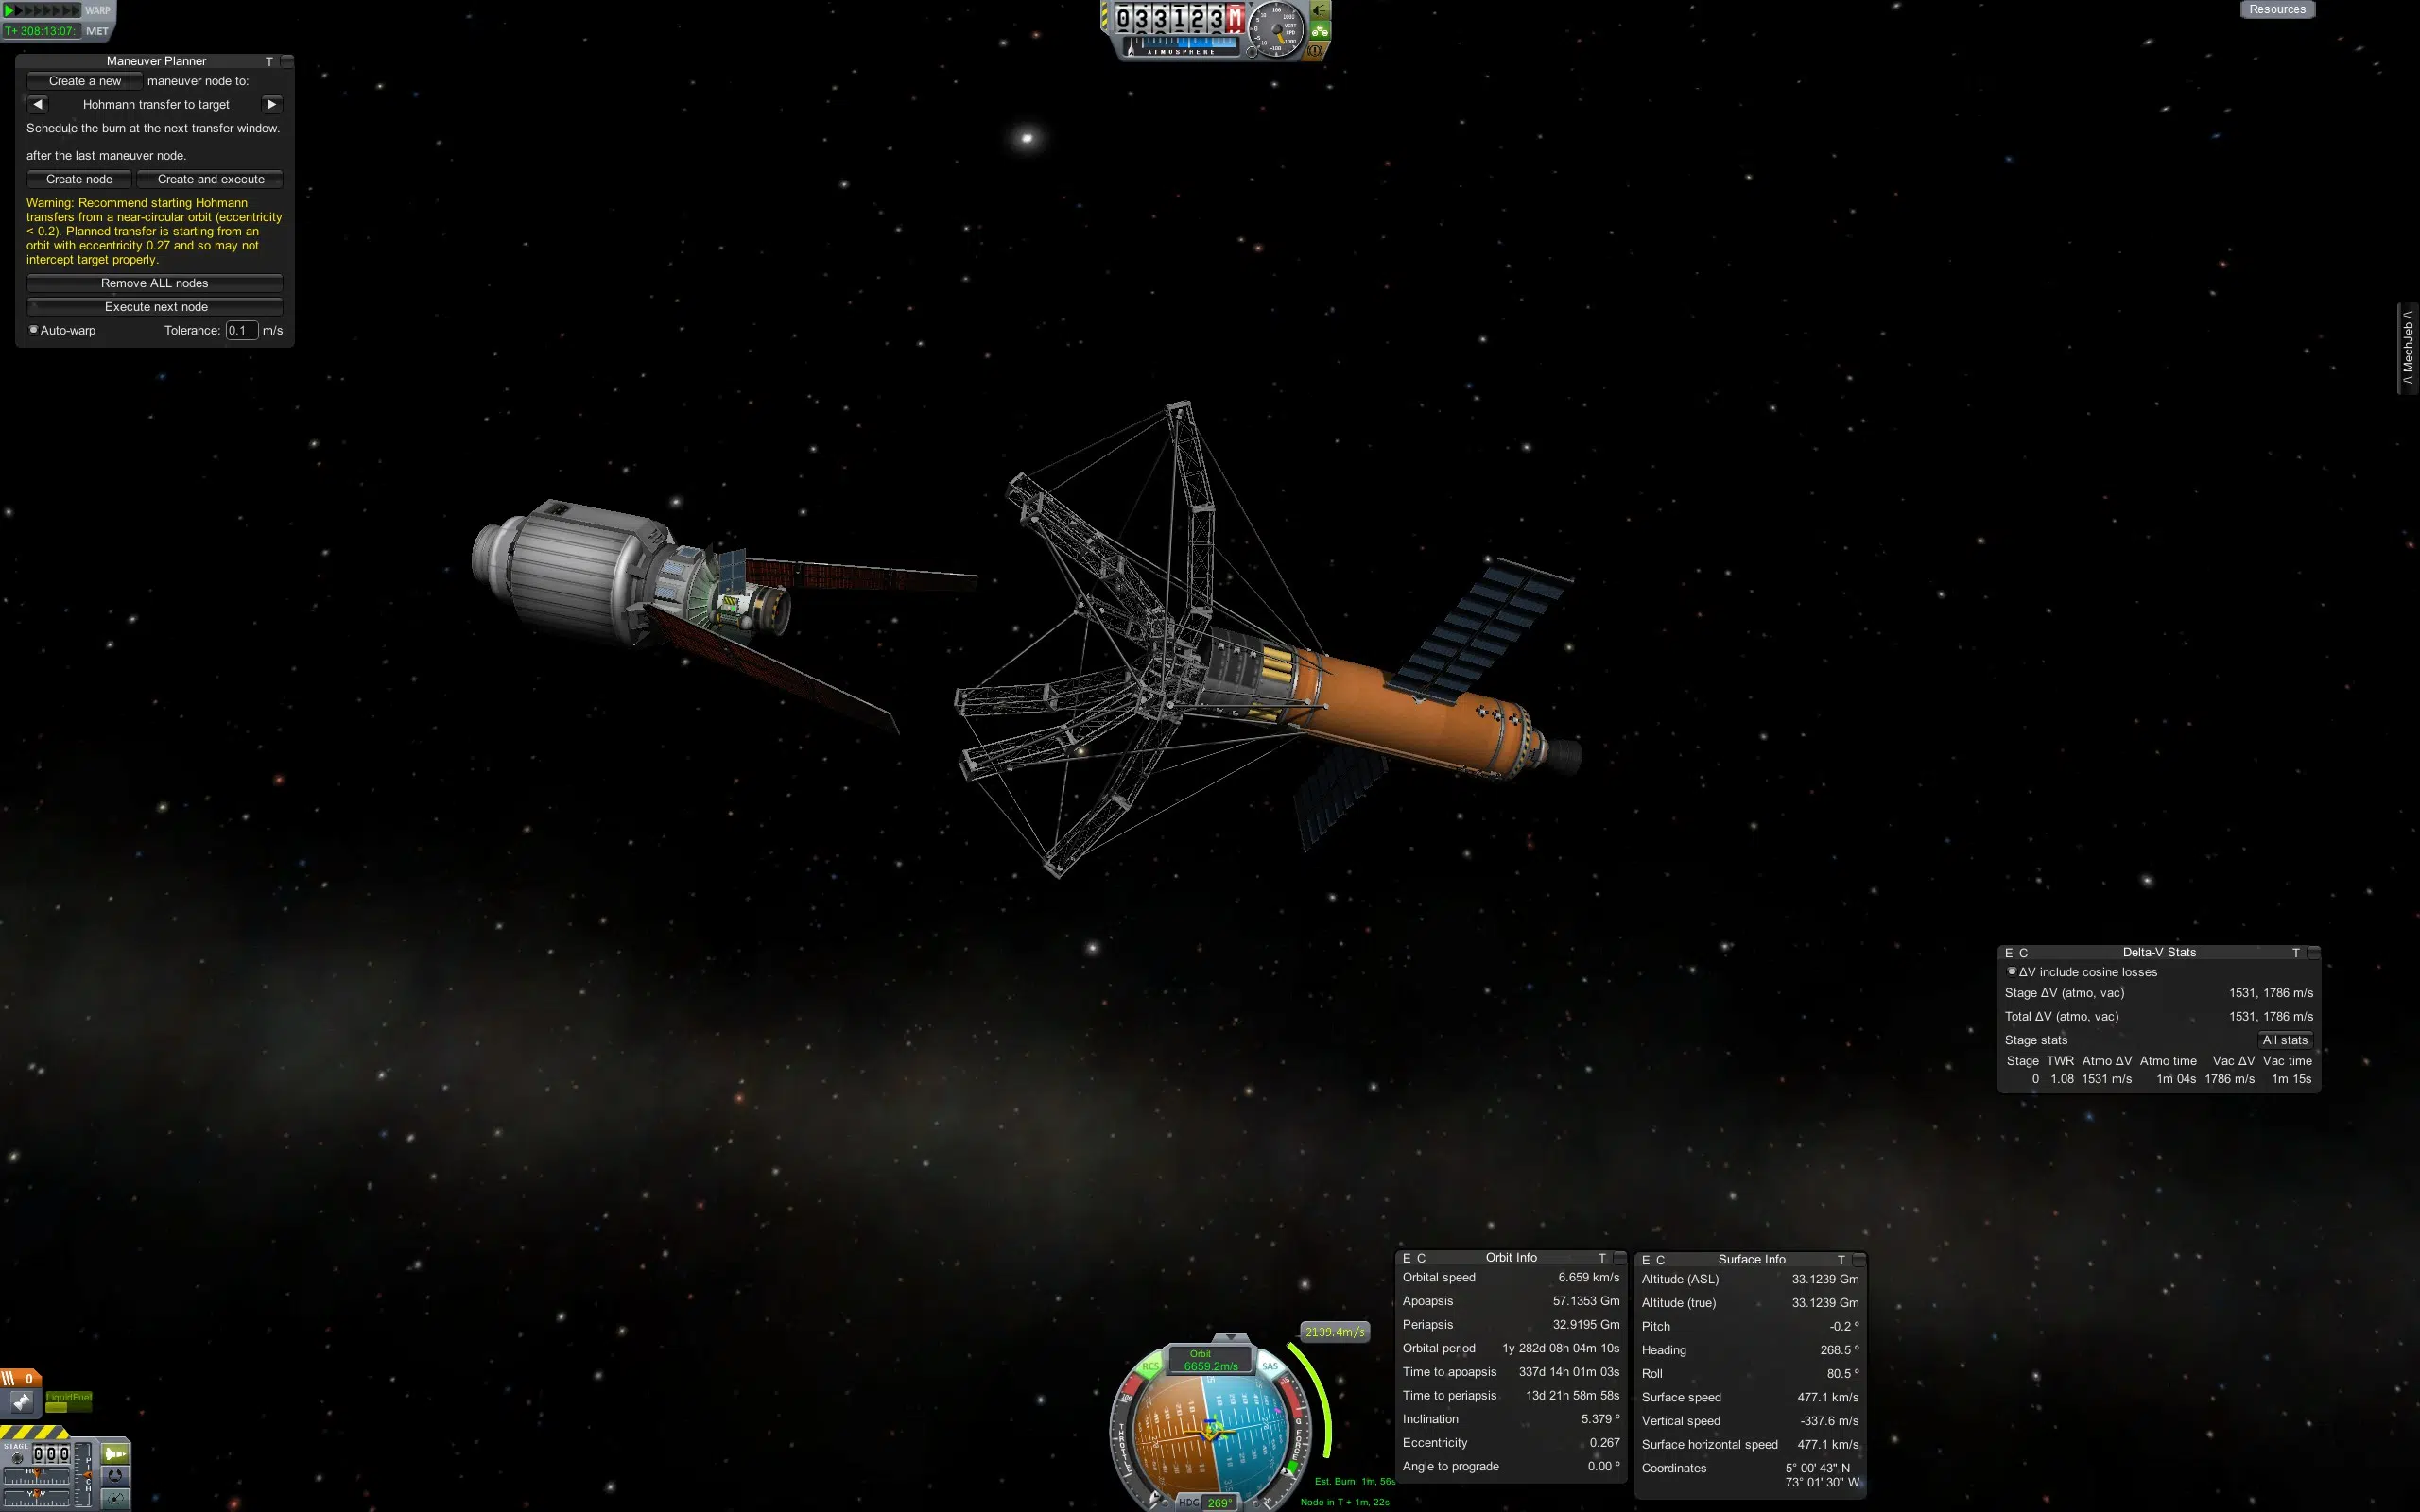 WARP
T+ 308:13:07:
MET
033123M
ATMOSPHERE
Resources
Maneuver Planner T
Create a new maneuver node to:
Hohmann transfer to target
Schedule the burn at the next transfer window.
after the last maneuver node.
Create node Create and execute
Warning: Recommend starting Hohmann
transfers from a near-circular orbit (eccentricity
< 0.2). Planned transfer is starting from an
orbit with eccentricity 0.27 and so may not
intercept target properly.
Remove ALL nodes
Execute next node
Auto-warp Tolerance: 0.1 m/s
/\ MechJeb /\
E C Delta-V Stats T
ΔV include cosine losses
Stage ΔV (atmo, vac) 1531, 1786 m/s
Total ΔV (atmo, vac) 1531, 1786 m/s
Stage stats All stats
Stage TWR Atmo ΔV Atmo time Vac ΔV Vac time
0 1.08 1531 m/s 1m 04s 1786 m/s 1m 15s
E C Orbit Info T
Orbital speed 6.659 km/s
Apoapsis 57.1353 Gm
Periapsis 32.9195 Gm
Orbital period 1y 282d 08h 04m 10s
Time to apoapsis 337d 14h 01m 03s
Time to periapsis 13d 21h 58m 58s
Inclination 5.379 º
Eccentricity 0.267
Angle to prograde 0.00 º
E C Surface Info T
Altitude (ASL) 33.1239 Gm
Altitude (true) 33.1239 Gm
Pitch -0.2 º
Heading 268.5 º
Roll 80.5 º
Surface speed 477.1 km/s
Vertical speed -337.6 m/s
Surface horizontal speed 477.1 km/s
Coordinates 5° 00' 43" N
73° 01' 30" W
2139.4m/s
Orbit
RCS 6659.2m/s SAS
HDG 269°
Est. Burn: 1m, 56s
Node in T + 1m, 22s
0
LiquidFuel
STAGE 000